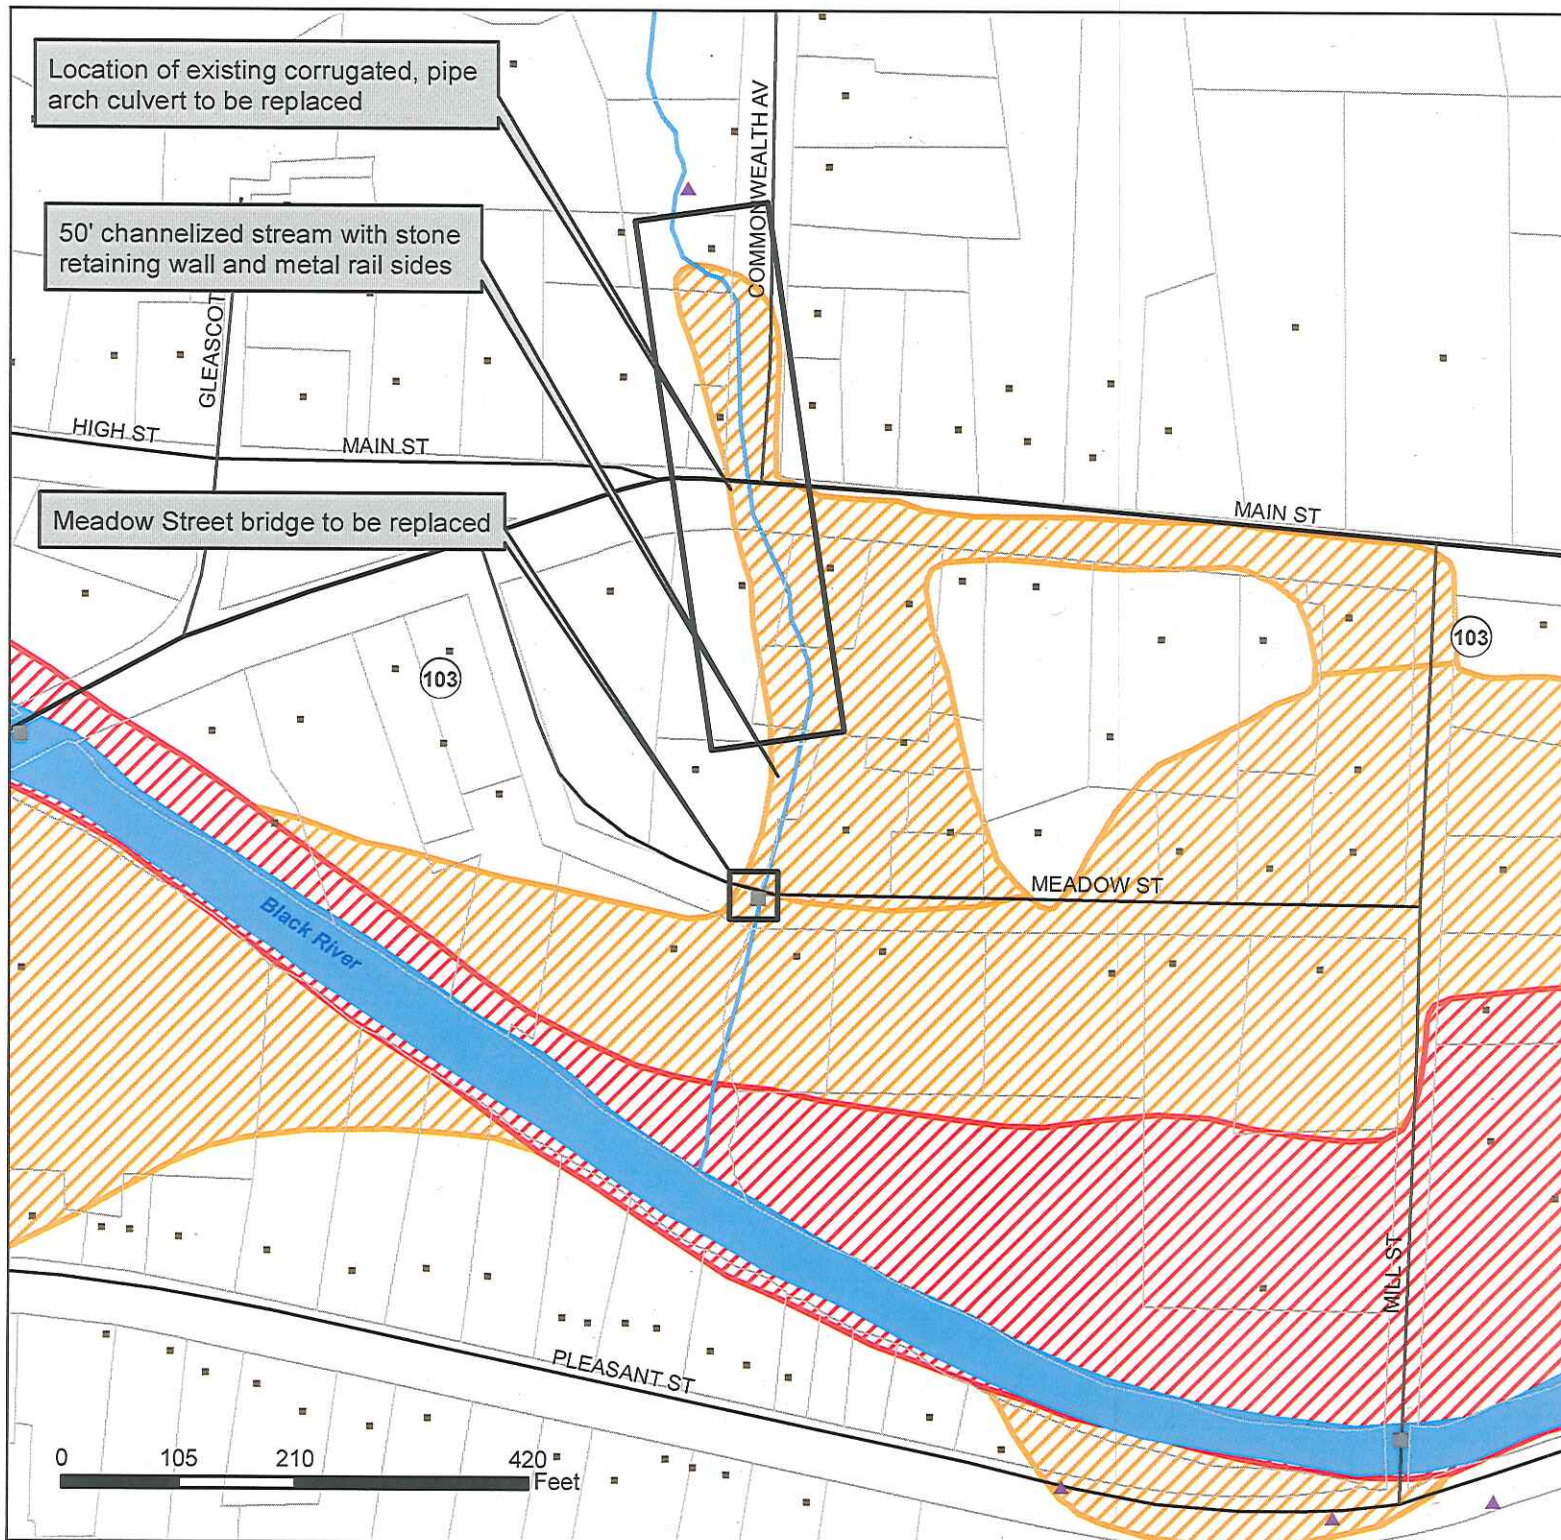 Location of existing corrugated, pipe
arch culvert to be replaced
COMMONWEALTH AV
50' channelized stream with stone
retaining wall and metal rail sides
GLEASCOT
HIGH ST
MAIN ST
Meadow Street bridge to be replaced
MAIN ST
103
103
MEADOW ST
Black River
MILL ST
PLEASANT ST
0 105 210 420
Feet